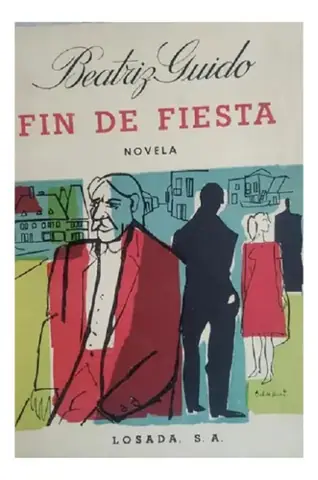 Beatriz Guido
FIN DE FIESTA
NOVELA
LOSADA, S. A.